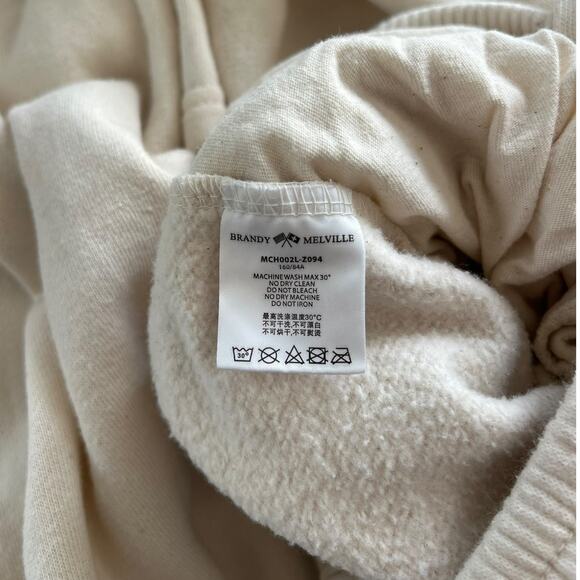 BRANDY MELVILLE
MCH002L-Z094
160/84A
MACHINE WASH MAX 30°
NO DRY CLEAN
DO NOT BLEACH
NO DRY MACHINE
DO NOT IRON
最高洗涤温度30°C
不可干洗,不可漂白
不可烘干,不可熨烫
30°